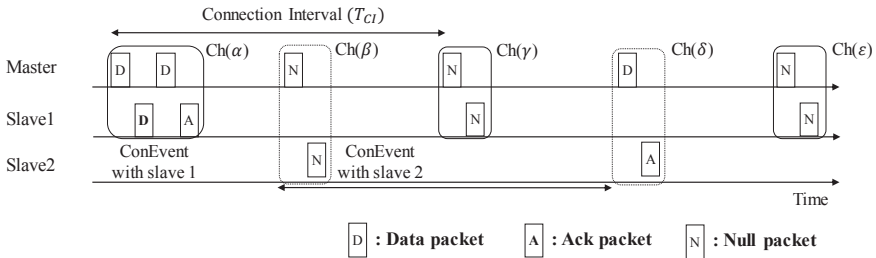 Connection Interval (T_CI)
Ch(α) Ch(β) Ch(γ) Ch(δ) Ch(ε)
Master D D N N D N
Slave1 D A N N
Slave2 N A
ConEvent with slave 1
ConEvent with slave 2
Time
D : Data packet A : Ack packet N : Null packet